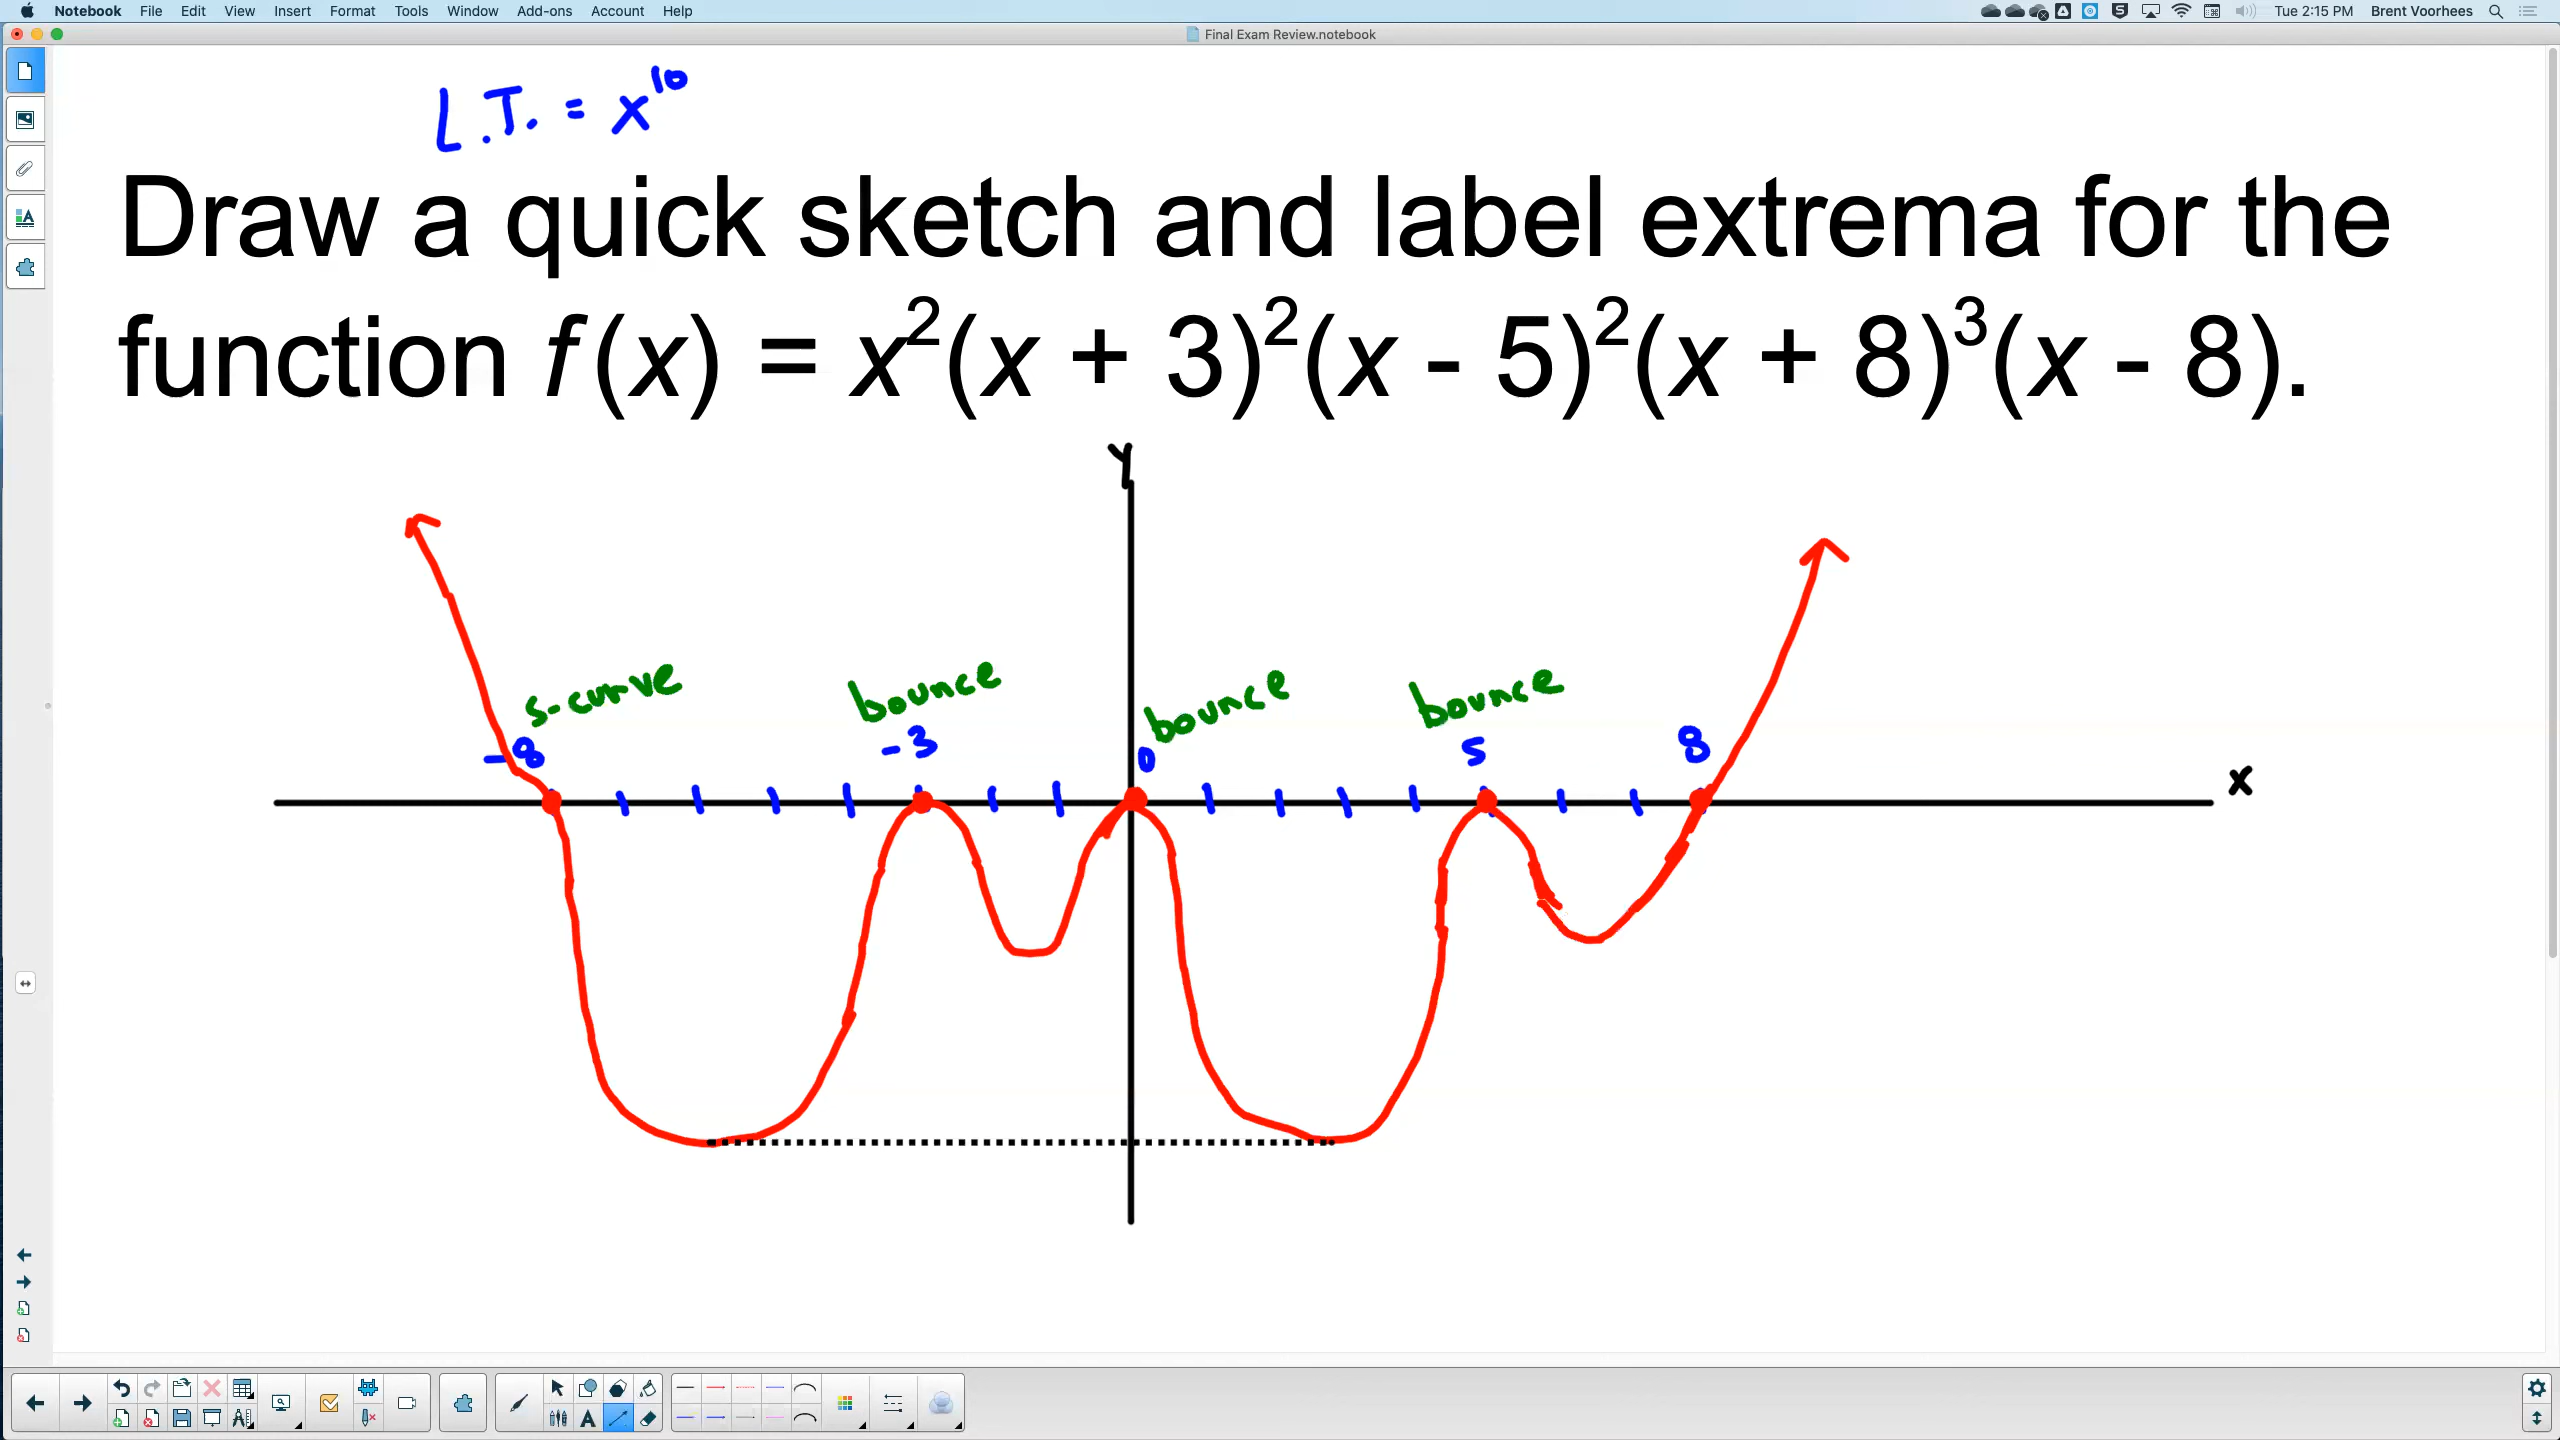 Notebook File Edit View Insert Format Tools Window Add-ons Account Help Tue 2:15 PM Brent Voorhees
Final Exam Review.notebook
L.T. = x^10
Draw a quick sketch and label extrema for the
function f(x) = x²(x + 3)²(x - 5)²(x + 8)³(x - 8).
y
s-curve bounce bounce bounce
-8 -3 0 5 8
x